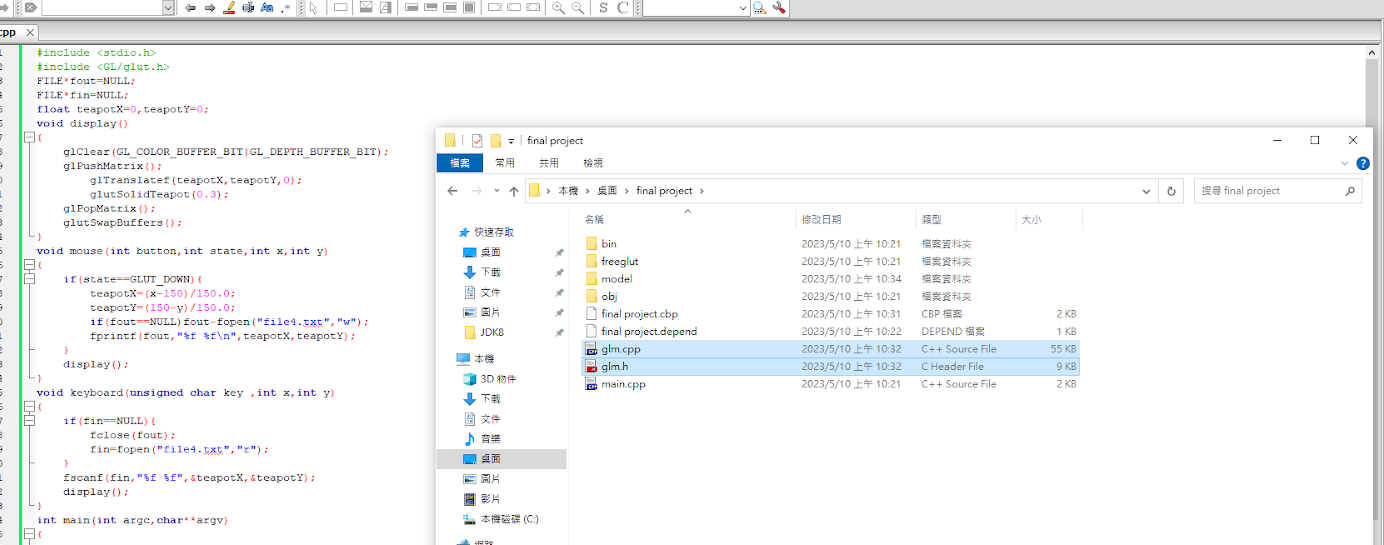 cpp
#include <stdio.h>
#include <GL/glut.h>
FILE*fout=NULL;
FILE*fin=NULL;
float teapotX=0,teapotY=0;
void display()
{
glClear(GL_COLOR_BUFFER_BIT|GL_DEPTH_BUFFER_BIT);
glPushMatrix();
glTranslatef(teapotX,teapotY,0);
glutSolidTeapot(0.3);
glPopMatrix();
glutSwapBuffers();
}
void mouse(int button,int state,int x,int y)
{
if(state==GLUT_DOWN){
teapotX=(x-150)/150.0;
teapotY=(150-y)/150.0;
if(fout==NULL)fout-fopen("file4.txt","w");
fprintf(fout,"%f %f\n",teapotX,teapotY);
}
display();
}
void keyboard(unsigned char key ,int x,int y)
{
if(fin==NULL){
fclose(fout);
fin=fopen("file4.txt","r");
}
fscanf(fin,"%f %f",&teapotX,&teapotY);
display();
}
int main(int argc,char**argv)
{
final project
檔案 常用 共用 檢視
本機 › 桌面 › final project ›
搜尋 final project
名稱 修改日期 類型 大小
快速存取
桌面
下載
文件
圖片
JDK8
本機
3D 物件
下載
文件
音樂
桌面
圖片
影片
本機磁碟 (C:)
網路
bin 2023/5/10 上午 10:21 檔案資料夾
freeglut 2023/5/10 上午 10:21 檔案資料夾
model 2023/5/10 上午 10:34 檔案資料夾
obj 2023/5/10 上午 10:21 檔案資料夾
final project.cbp 2023/5/10 上午 10:31 CBP 檔案 2 KB
final project.depend 2023/5/10 上午 10:22 DEPEND 檔案 1 KB
glm.cpp 2023/5/10 上午 10:32 C++ Source File 55 KB
glm.h 2023/5/10 上午 10:32 C Header File 9 KB
main.cpp 2023/5/10 上午 10:21 C++ Source File 2 KB